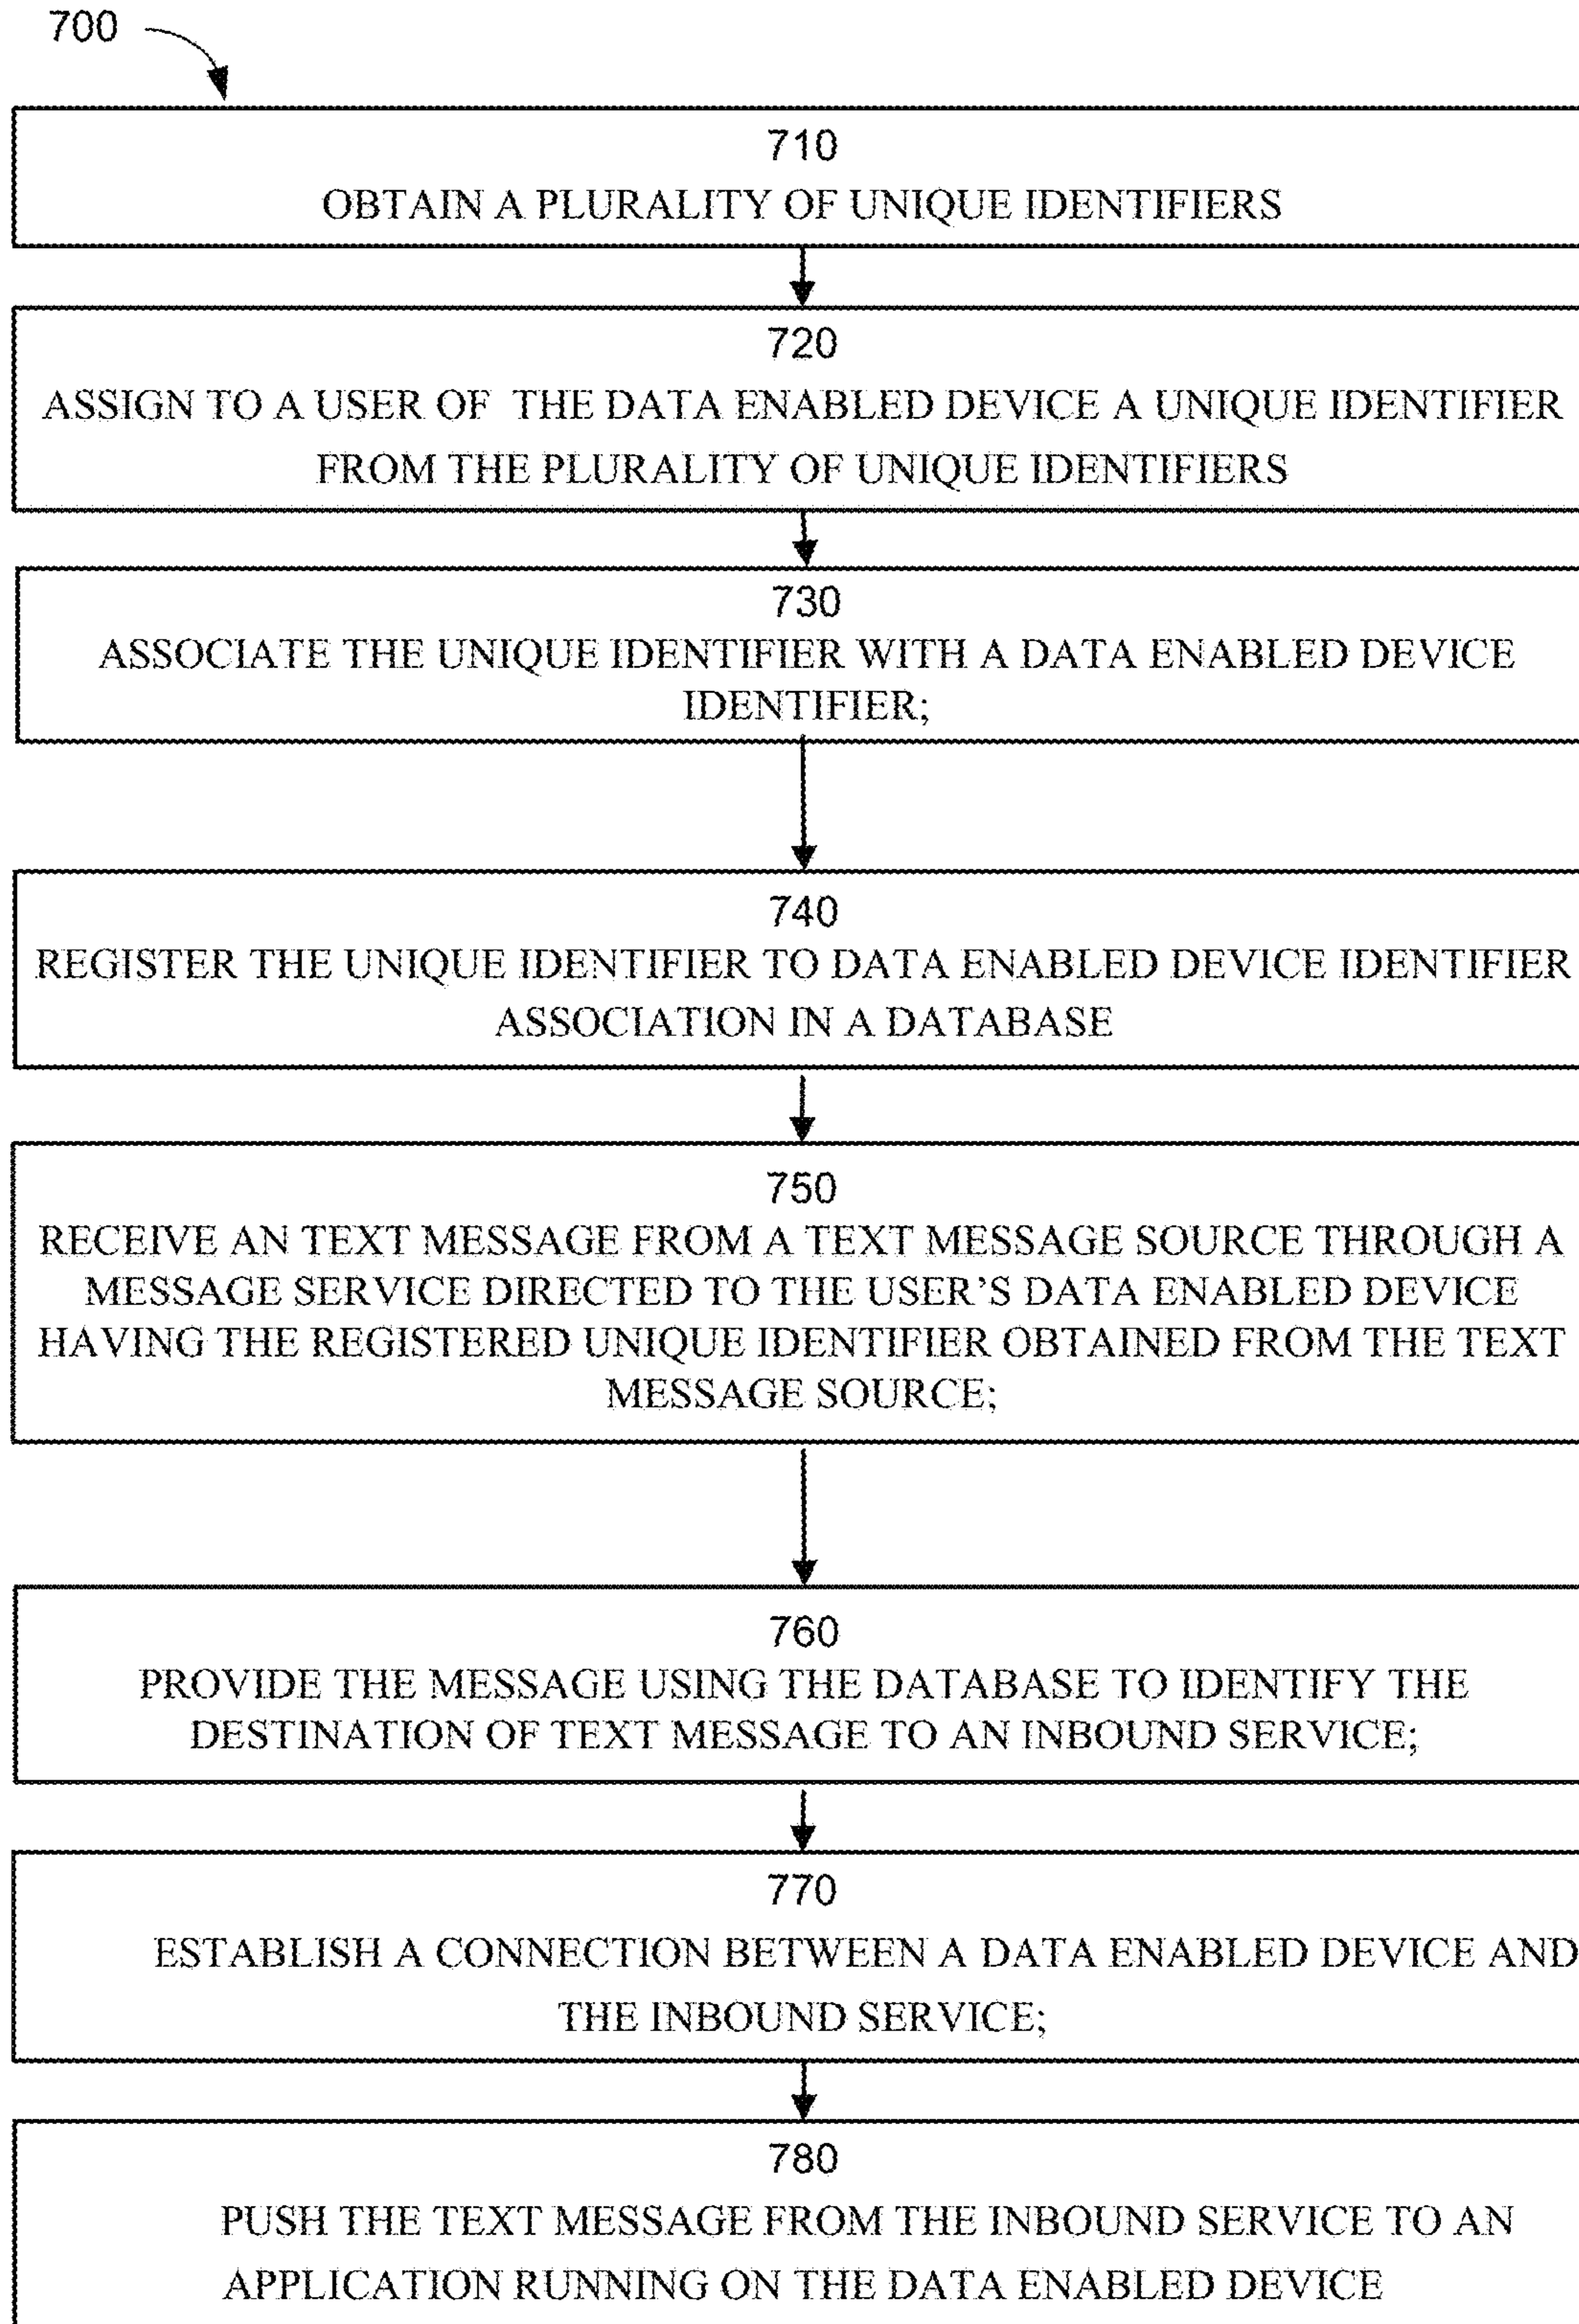 700
710
OBTAIN A PLURALITY OF UNIQUE IDENTIFIERS
720
ASSIGN TO A USER OF THE DATA ENABLED DEVICE A UNIQUE IDENTIFIER
FROM THE PLURALITY OF UNIQUE IDENTIFIERS
730
ASSOCIATE THE UNIQUE IDENTIFIER WITH A DATA ENABLED DEVICE
IDENTIFIER;
740
REGISTER THE UNIQUE IDENTIFIER TO DATA ENABLED DEVICE IDENTIFIER
ASSOCIATION IN A DATABASE
750
RECEIVE AN TEXT MESSAGE FROM A TEXT MESSAGE SOURCE THROUGH A
MESSAGE SERVICE DIRECTED TO THE USER'S DATA ENABLED DEVICE
HAVING THE REGISTERED UNIQUE IDENTIFIER OBTAINED FROM THE TEXT
MESSAGE SOURCE;
760
PROVIDE THE MESSAGE USING THE DATABASE TO IDENTIFY THE
DESTINATION OF TEXT MESSAGE TO AN INBOUND SERVICE;
770
ESTABLISH A CONNECTION BETWEEN A DATA ENABLED DEVICE AND
THE INBOUND SERVICE;
780
PUSH THE TEXT MESSAGE FROM THE INBOUND SERVICE TO AN
APPLICATION RUNNING ON THE DATA ENABLED DEVICE